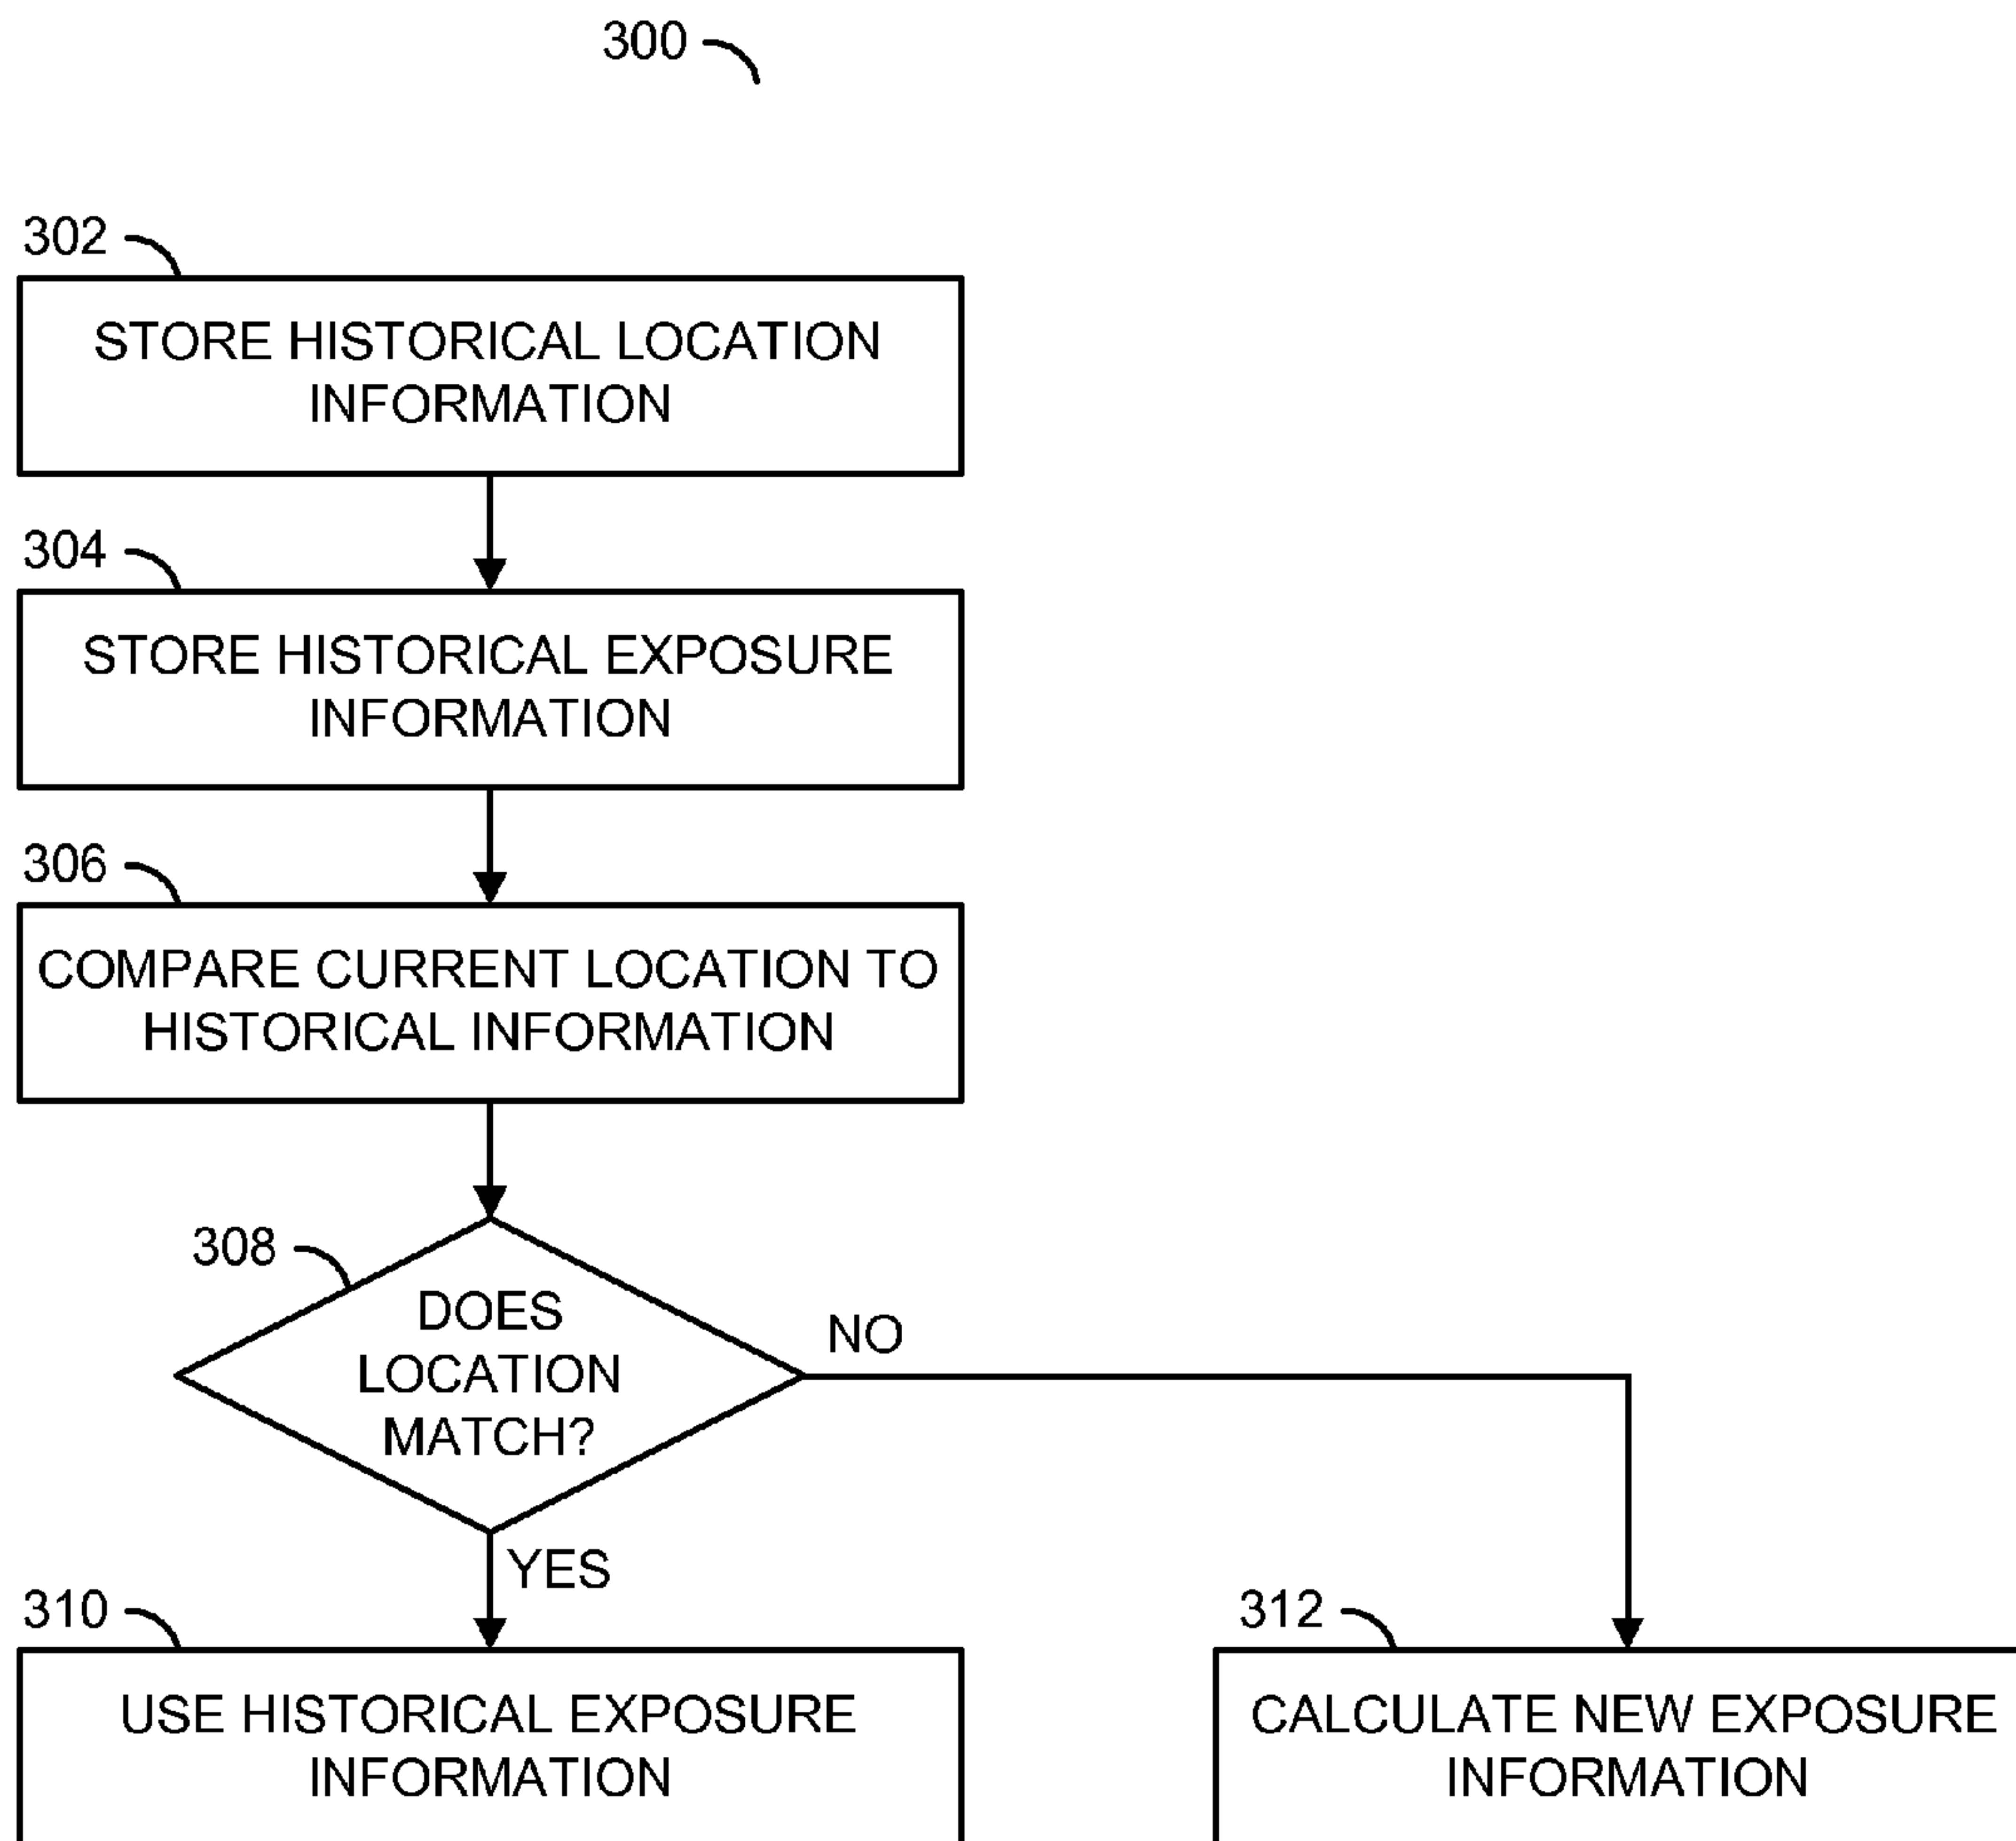 300
302
STORE HISTORICAL LOCATION
INFORMATION
304
STORE HISTORICAL EXPOSURE
INFORMATION
306
COMPARE CURRENT LOCATION TO
HISTORICAL INFORMATION
308
DOES
LOCATION
MATCH?
NO
YES
310
USE HISTORICAL EXPOSURE
INFORMATION
312
CALCULATE NEW EXPOSURE
INFORMATION